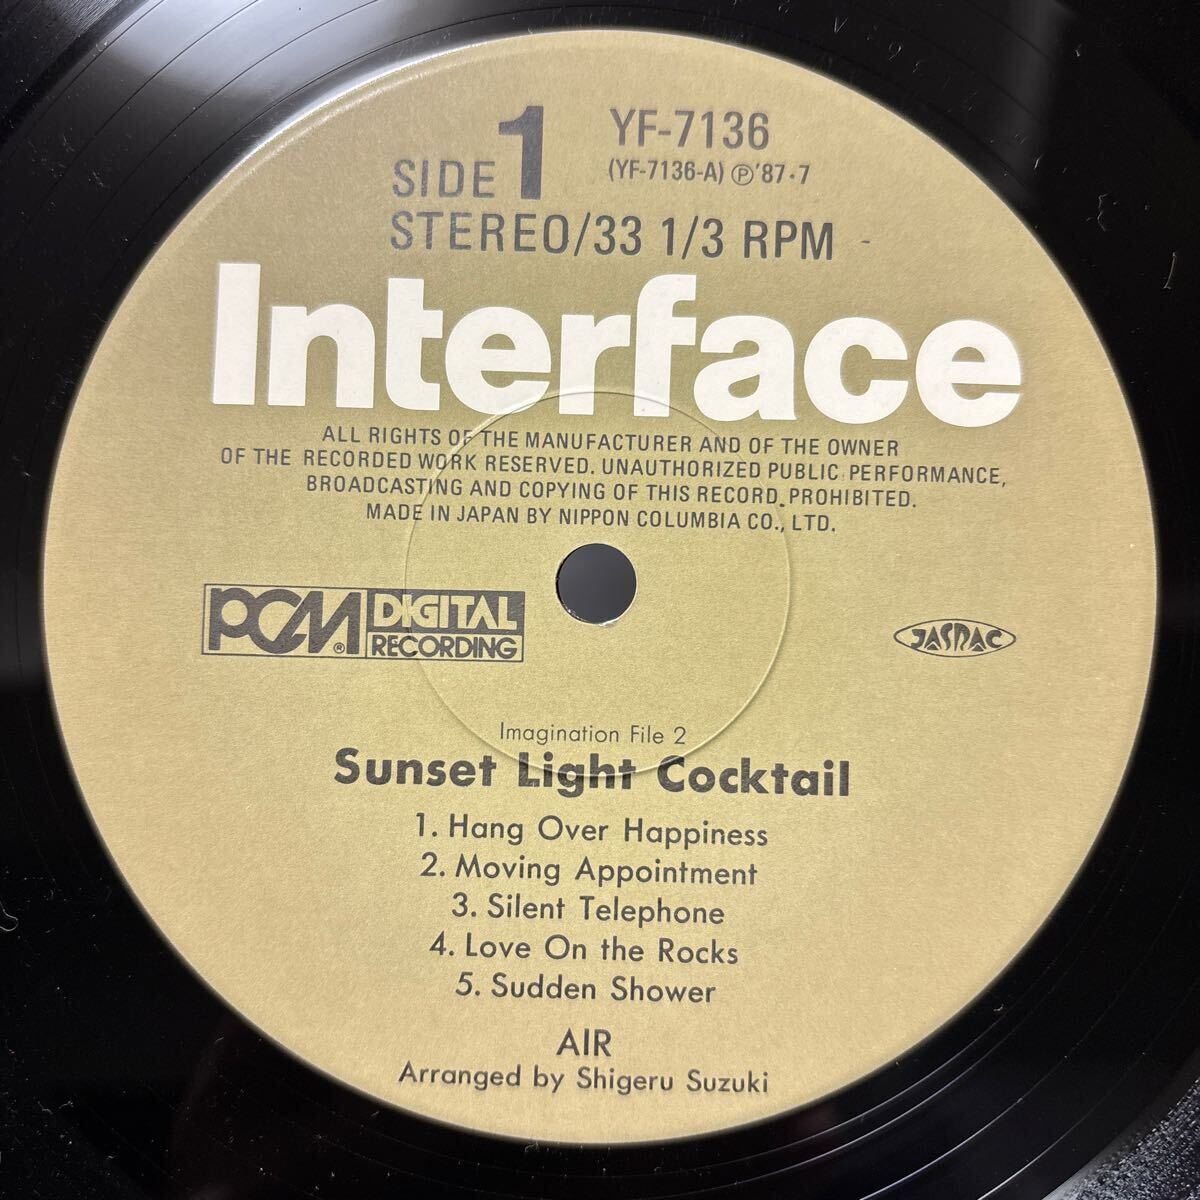 SIDE 1
YF-7136
(YF-7136-A) Ⓟ'87·7
STEREO/33 1/3 RPM
Interface
ALL RIGHTS OF THE MANUFACTURER AND OF THE OWNER
OF THE RECORDED WORK RESERVED. UNAUTHORIZED PUBLIC PERFORMANCE,
BROADCASTING AND COPYING OF THIS RECORD PROHIBITED.
MADE IN JAPAN BY NIPPON COLUMBIA CO., LTD.
PCM® DIGITAL
RECORDING
JASRAC
Imagination File 2
Sunset Light Cocktail
1. Hang Over Happiness
2. Moving Appointment
3. Silent Telephone
4. Love On the Rocks
5. Sudden Shower
AIR
Arranged by Shigeru Suzuki